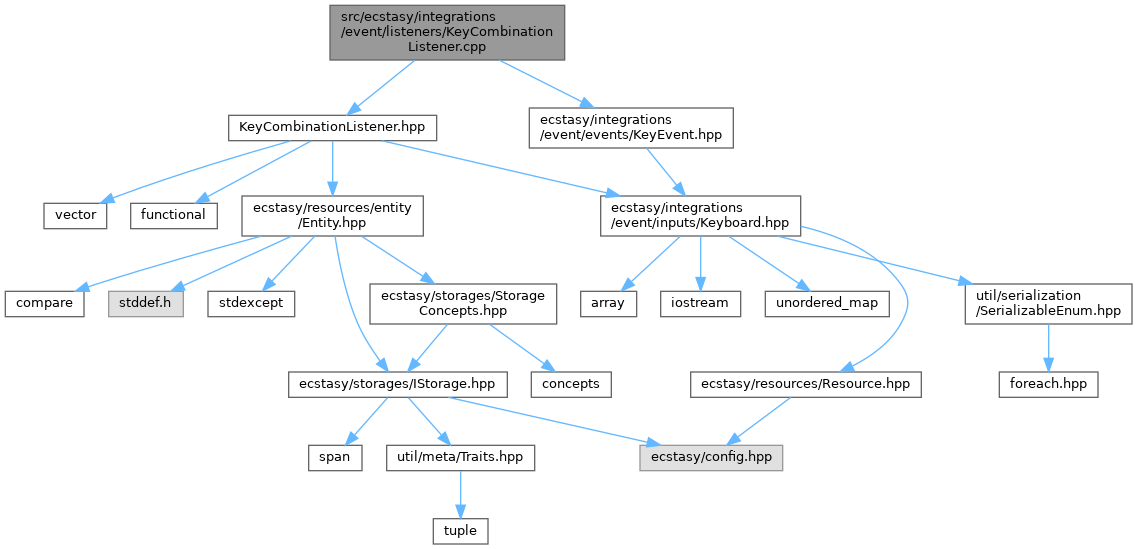 src/ecstasy/integrations
/event/listeners/KeyCombination
Listener.cpp
KeyCombinationListener.hpp
ecstasy/integrations
/event/events/KeyEvent.hpp
vector
functional
ecstasy/resources/entity
/Entity.hpp
ecstasy/integrations
/event/inputs/Keyboard.hpp
compare
stddef.h
stdexcept
ecstasy/storages/Storage
Concepts.hpp
array
iostream
unordered_map
util/serialization
/SerializableEnum.hpp
ecstasy/storages/IStorage.hpp
concepts
ecstasy/resources/Resource.hpp
foreach.hpp
span
util/meta/Traits.hpp
ecstasy/config.hpp
tuple